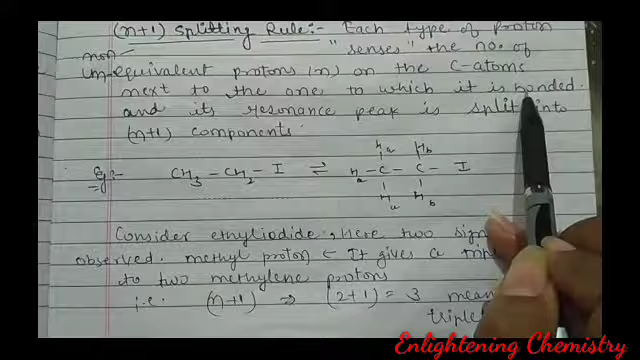 (n+1) Splitting Rule:- Each type of proton
"senses" the no. of
non
un-equivalent protons (n) on the C-atoms
next to the one to which it is bonded.
and its resonance peak is split into
(n+1) components.
Eg:- CH3 - CH2 - I ⇌ Ha - C - C - I
Ha Hb
Ha Hb
Consider ethyliodide, Here two
observed. methyl proton It gives a
to two methylene protons
i.e. (n+1) ⇒ (2+1) = 3
Enlightening Chemistry